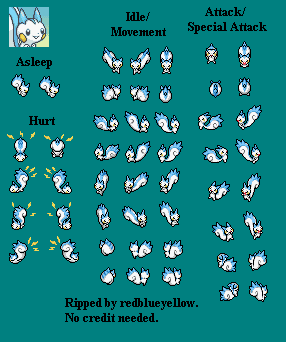 Idle/
Movement
Attack/
Special Attack
Asleep
Hurt
Ripped by redblueyellow.
No credit needed.